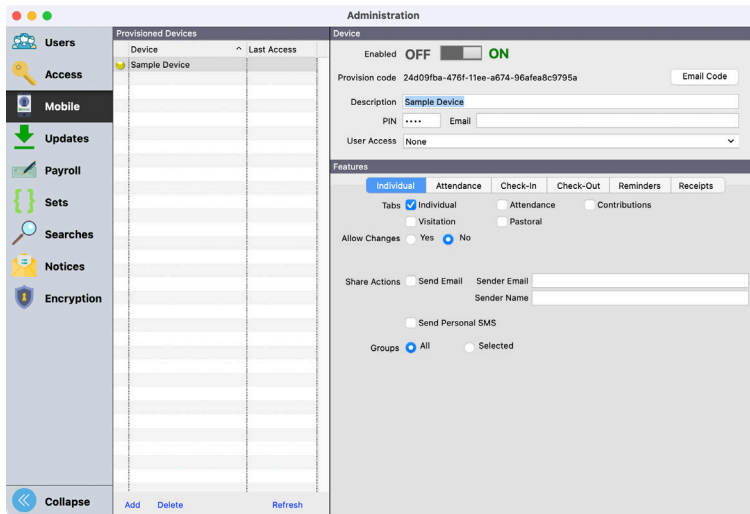 Administration
Users
Access
Mobile
Updates
Payroll
Sets
Searches
Notices
Encryption
Collapse
Provisioned Devices
Device Last Access
Sample Device
Add Delete Refresh
Device
Enabled OFF ON
Provision code 24d09fba-476f-11ee-a674-96afea8c9795a Email Code
Description Sample Device
PIN •••• Email
User Access None
Features
Individual Attendance Check-In Check-Out Reminders Receipts
Tabs Individual Attendance Contributions
Visitation Pastoral
Allow Changes Yes No
Share Actions Send Email Sender Email
Sender Name
Send Personal SMS
Groups All Selected